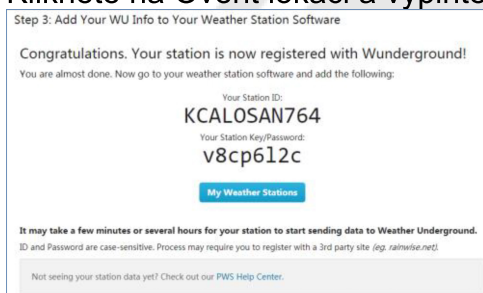 Step 3: Add Your WU Info to Your Weather Station Software
Congratulations. Your station is now registered with Wunderground!
You are almost done. Now go to your weather station software and add the following:
Your Station ID:
KCALOSAN764
Your Station Key/Password:
v8cp6l2c
My Weather Stations
It may take a few minutes or several hours for your station to start sending data to Weather Underground.
ID and Password are case-sensitive. Process may require you to register with a 3rd party site (eg. rainwise.net).
Not seeing your station data yet? Check out our PWS Help Center.